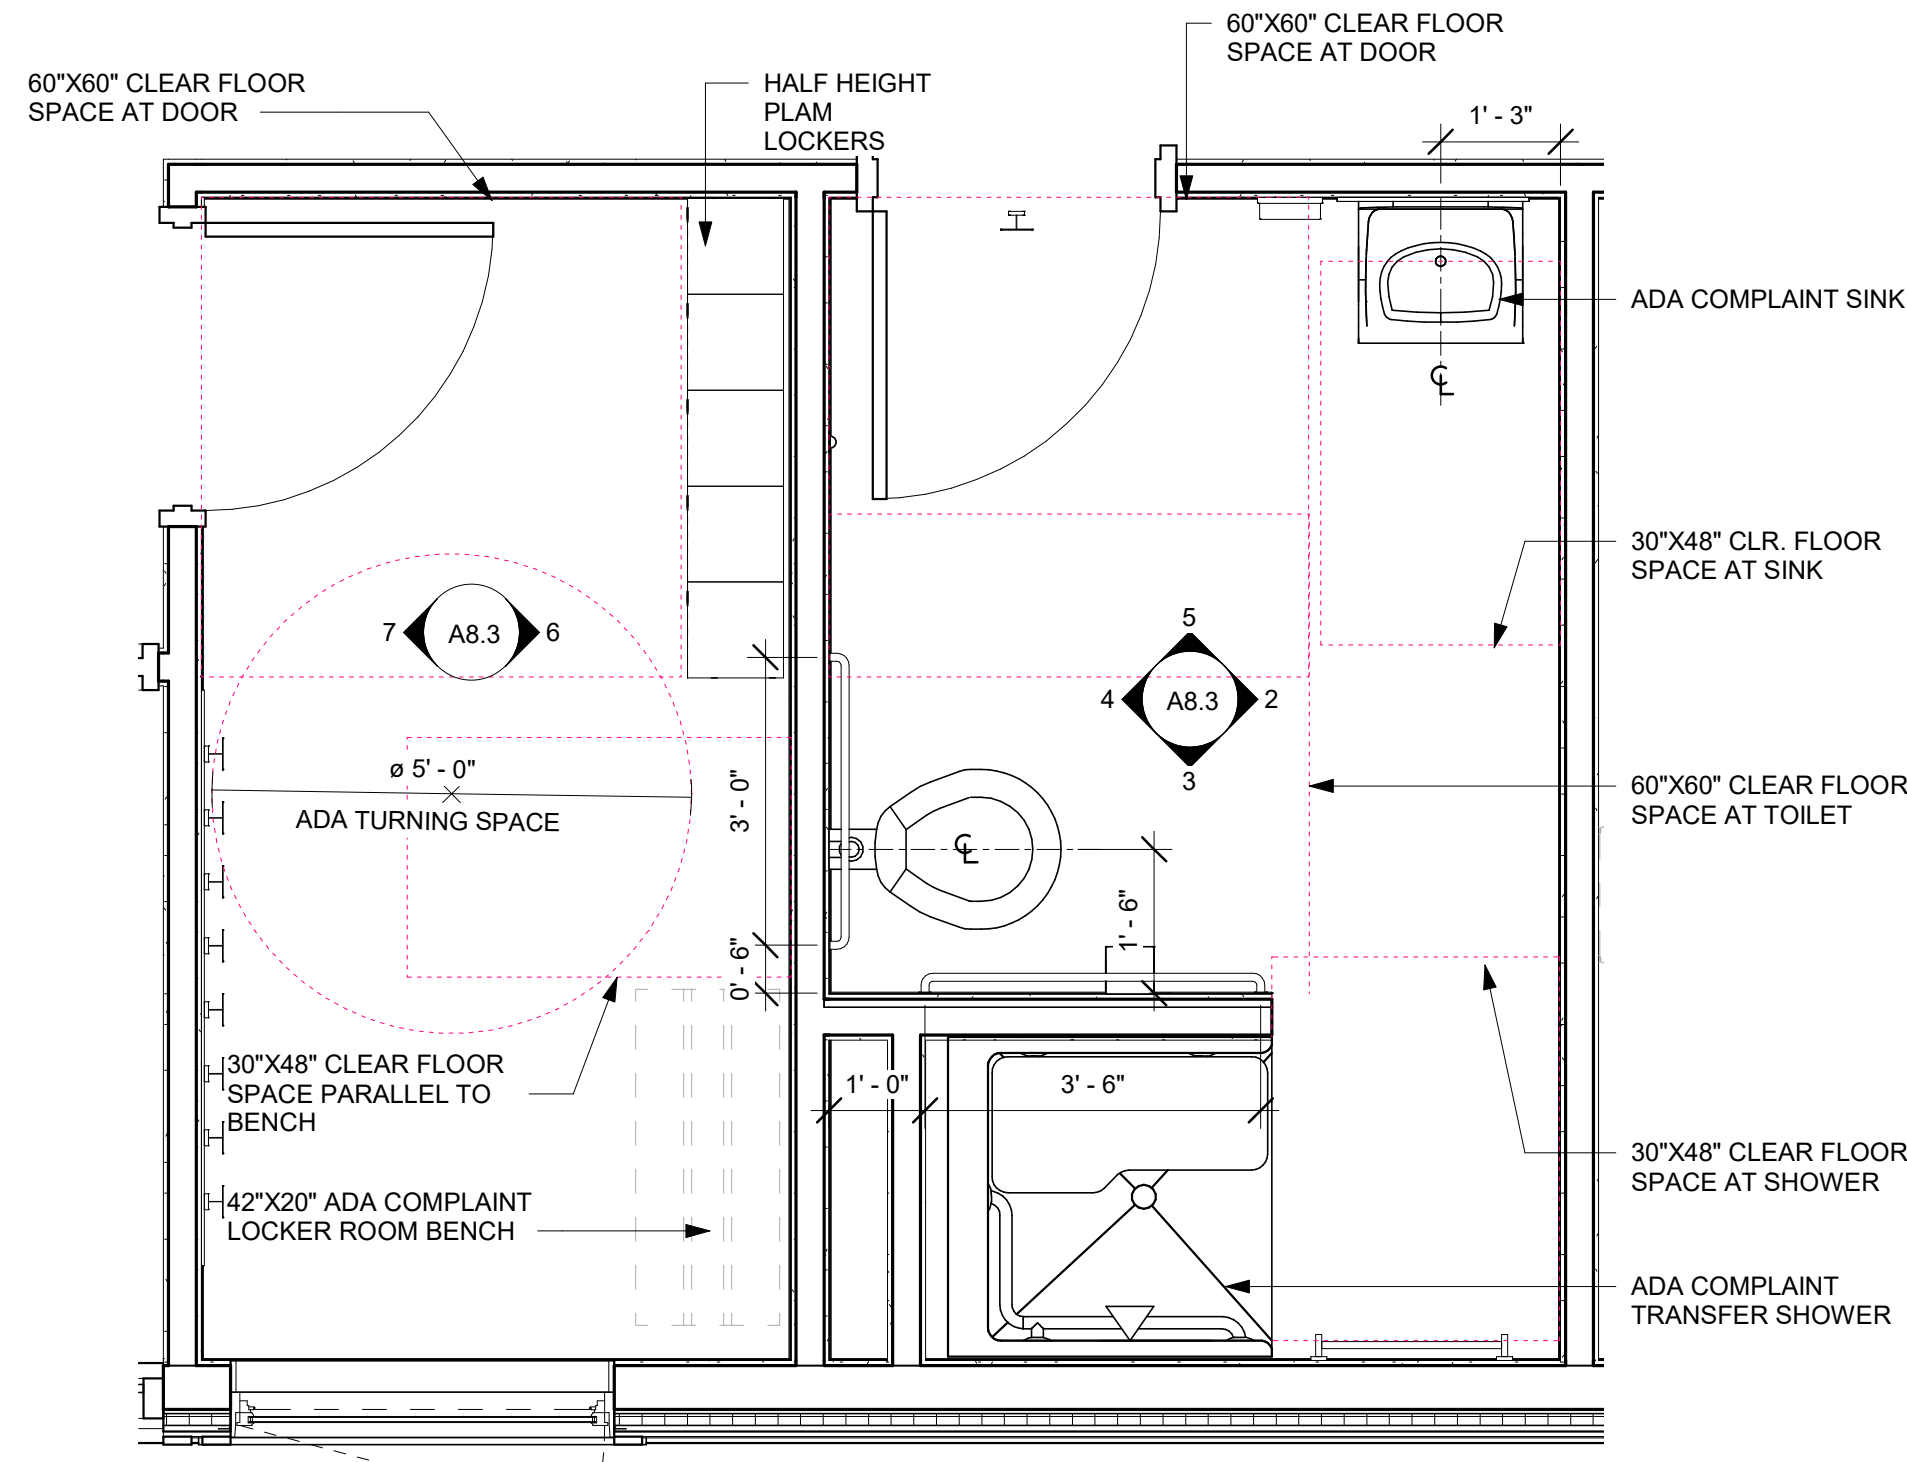 60"X60" CLEAR FLOOR
SPACE AT DOOR
60"X60" CLEAR FLOOR
SPACE AT DOOR
HALF HEIGHT
PLAM
LOCKERS
1' - 3"
ADA COMPLAINT SINK
℄
30"X48" CLR. FLOOR
SPACE AT SINK
7
A8.3
6
5
4
A8.3
2
3
ø 5' - 0"
ADA TURNING SPACE
3' - 0"
60"X60" CLEAR FLOOR
SPACE AT TOILET
℄
1' - 6"
0' - 6"
30"X48" CLEAR FLOOR
SPACE PARALLEL TO
BENCH
1' - 0"
3' - 6"
30"X48" CLEAR FLOOR
SPACE AT SHOWER
42"X20" ADA COMPLAINT
LOCKER ROOM BENCH
ADA COMPLAINT
TRANSFER SHOWER